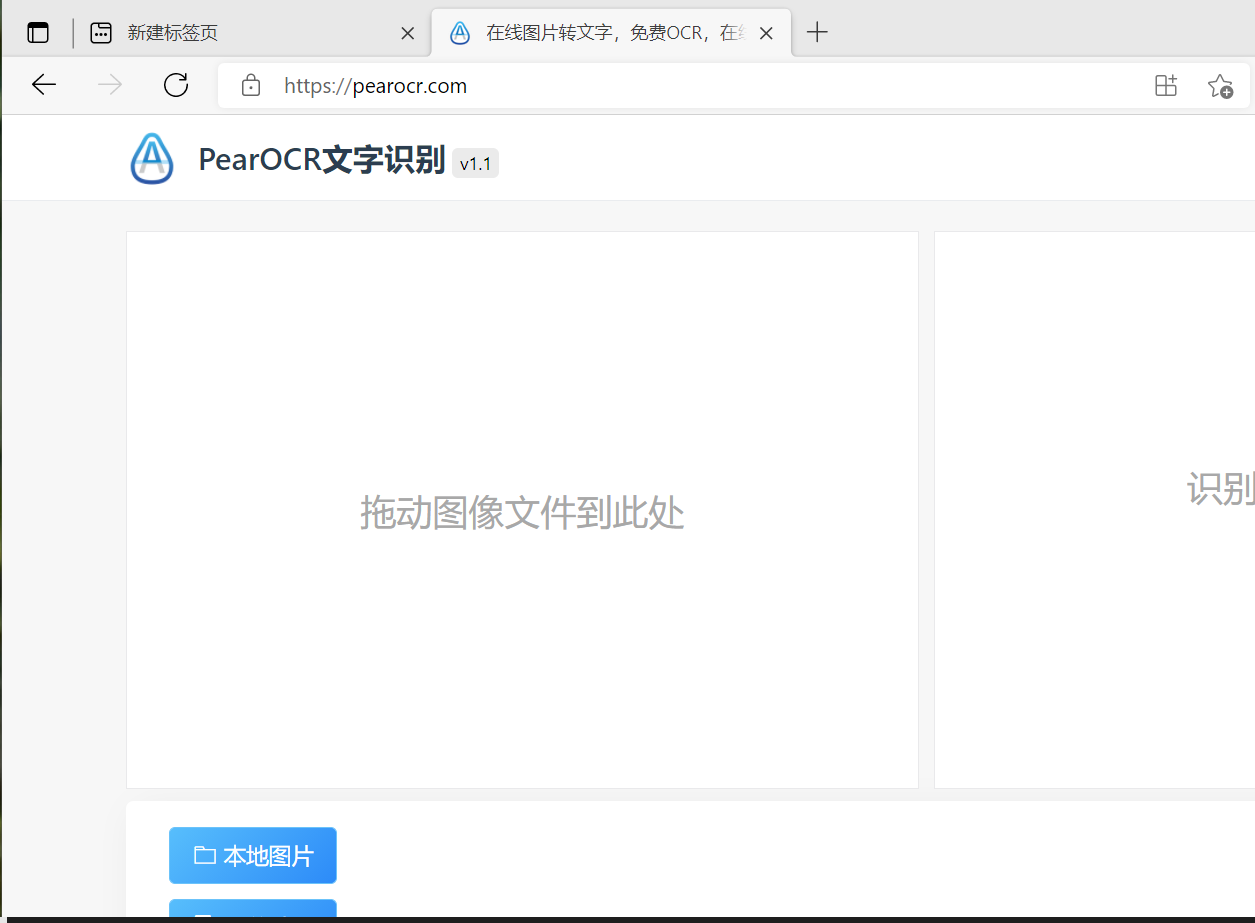 新建标签页
在线图片转文字，免费OCR，在
https://pearocr.com
PearOCR文字识别 v1.1
拖动图像文件到此处
识别
本地图片